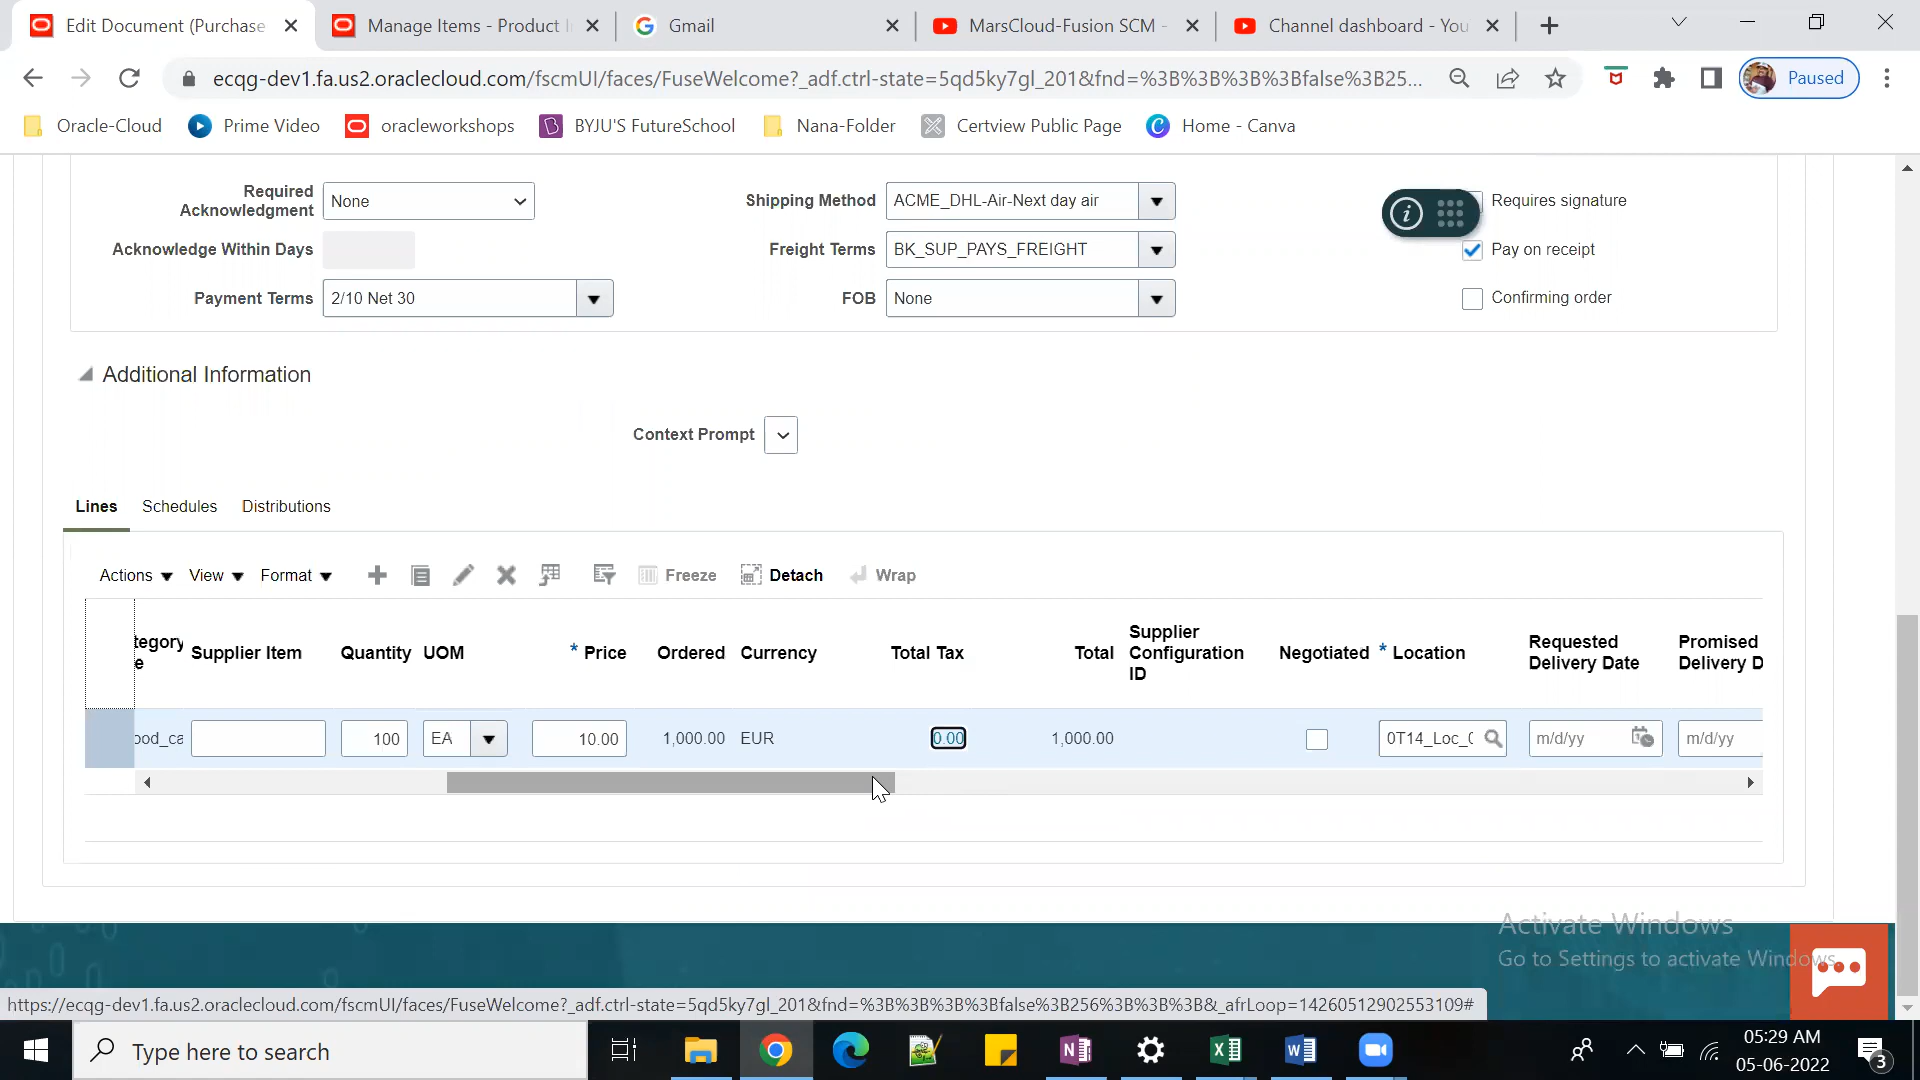 Edit Document (Purchase
Manage Items - Product I
Gmail
MarsCloud-Fusion SCM -
Channel dashboard - You
ecqg-dev1.fa.us2.oraclecloud.com/fscmUI/faces/FuseWelcome?_adf.ctrl-state=5qd5ky7gl_201&fnd=%3B%3B%3B%3Bfalse%3B25...
Paused
Oracle-Cloud
Prime Video
oracleworkshops
BYJU'S FutureSchool
Nana-Folder
Certview Public Page
Home - Canva
Required Acknowledgment None
Shipping Method ACME_DHL-Air-Next day air
Requires signature
Acknowledge Within Days
Freight Terms BK_SUP_PAYS_FREIGHT
Pay on receipt
Payment Terms 2/10 Net 30
FOB None
Confirming order
Additional Information
Context Prompt
Lines Schedules Distributions
Actions View Format Freeze Detach Wrap
tegory
e
Supplier Item
Quantity
UOM
* Price
Ordered
Currency
Total Tax
Total
Supplier
Configuration
ID
Negotiated
* Location
Requested
Delivery Date
Promised
Delivery D
ood_ca 100 EA 10.00 1,000.00 EUR 0.00 1,000.00 0T14_Loc_0 m/d/yy m/d/yy
Activate Windows
Go to Settings to activate Windows.
https://ecqg-dev1.fa.us2.oraclecloud.com/fscmUI/faces/FuseWelcome?_adf.ctrl-state=5qd5ky7gl_201&fnd=%3B%3B%3B%3Bfalse%3B256%3B%3B%3B&_afrLoop=14260512902553109#
Type here to search
05:29 AM
05-06-2022
3